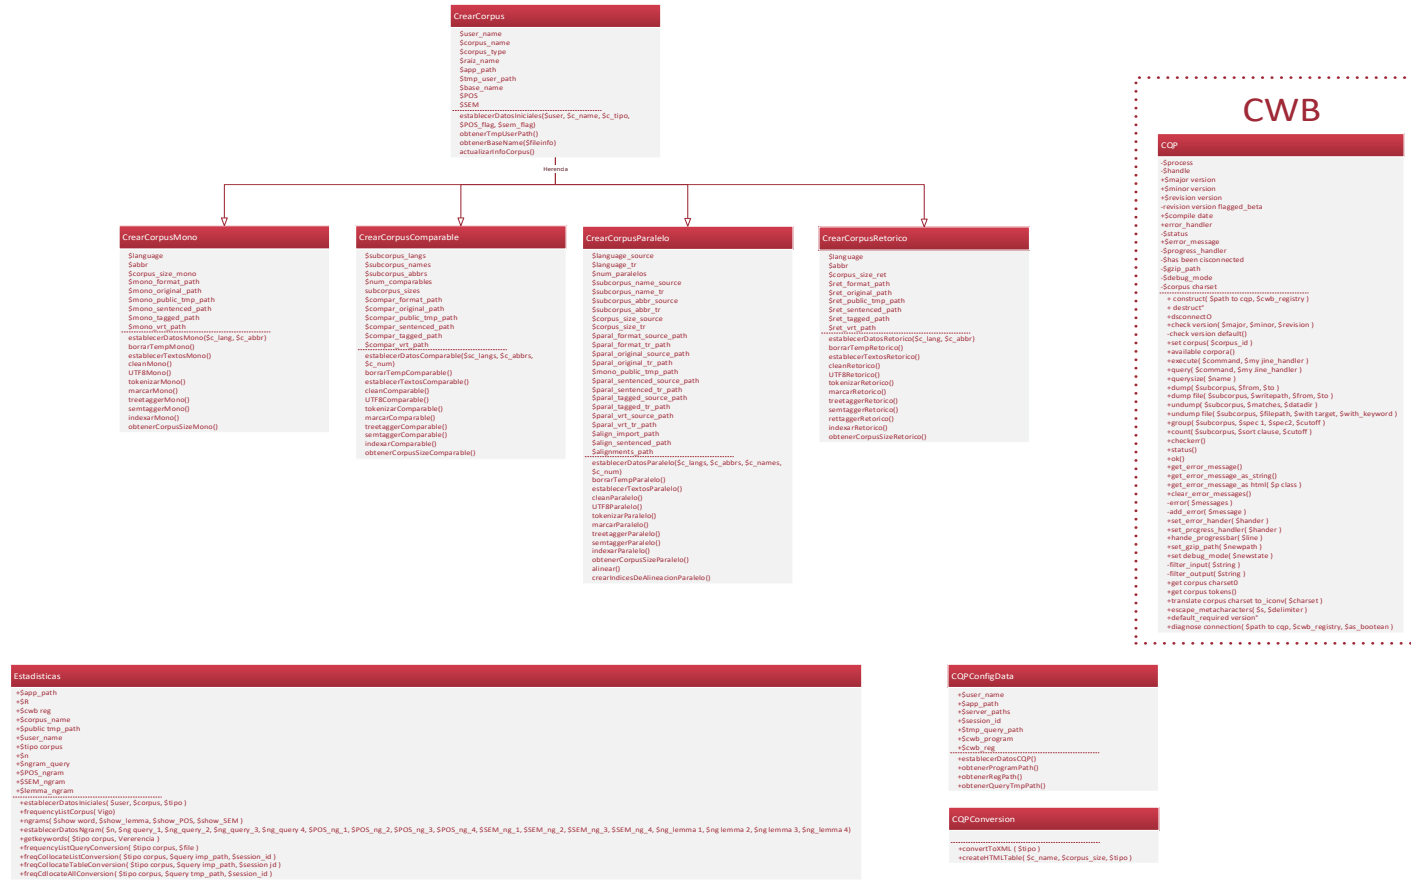 CrearCorpus
$user_name
$corpus_name
$corpus_type
$raiz_name
$app_path
$tmp_user_path
$base_name
$POS
$SEM
establecerDatosIniciales($user, $c_name, $c_tipo,
$POS_flag, $sem_flag)
obtenerTmpUserPath()
obtenerBaseName($fileinfo)
actualizarInfoCorpus()
Herencia
CrearCorpusMono
$language
$abbr
$corpus_size_mono
$mono_format_path
$mono_original_path
$mono_public_tmp_path
$mono_sentenced_path
$mono_tagged_path
$mono_vrt_path
establecerDatosMono($c_lang, $c_abbr)
borrarTempMono()
establecerTextosMono()
cleanMono()
UTF8Mono()
tokenizarMono()
marcarMono()
treetaggerMono()
semtaggerMono()
indexarMono()
obtenerCorpusSizeMono()
CrearCorpusComparable
$subcorpus_langs
$subcorpus_names
$subcorpus_abbrs
$num_comparables
subcorpus_sizes
$compar_format_path
$compar_original_path
$compar_public_tmp_path
$compar_sentenced_path
$compar_tagged_path
$compar_vrt_path
establecerDatosComparable($sc_langs, $c_abbrs,
$c_num)
borrarTempComparable()
establecerTextosComparable()
cleanComparable()
UTF8Comparable()
tokenizarComparable()
marcarComparable()
treetaggerComparable()
semtaggerComparable()
indexarComparable()
obtenerCorpusSizeComparable()
CrearCorpusParalelo
$language_source
$language_tr
$num_paralelos
$subcorpus_name_source
$subcorpus_name_tr
$subcorpus_abbr_source
$subcorpus_abbr_tr
$corpus_size_source
$corpus_size_tr
$paral_format_source_path
$paral_format_tr_path
$paral_original_source_path
$paral_original_tr_path
$mono_public_tmp_path
$paral_sentenced_source_path
$paral_sentenced_tr_path
$paral_tagged_source_path
$paral_tagged_tr_path
$paral_vrt_source_path
$paral_vrt_tr_path
$align_import_path
$align_sentenced_path
$alignments_path
establecerDatosParalelo($c_langs, $c_abbrs, $c_names,
$c_num)
borrarTempParalelo()
establecerTextosParalelo()
cleanParalelo()
UTF8Paralelo()
tokenizarParalelo()
marcarParalelo()
treetaggerParalelo()
semtaggerParalelo()
indexarParalelo()
obtenerCorpusSizeParalelo()
alinear()
crearIndicesDeAlineacionParalelo()
CrearCorpusRetorico
$language
$abbr
$corpus_size_ret
$ret_format_path
$ret_original_path
$ret_public_tmp_path
$ret_sentenced_path
$ret_tagged_path
$ret_vrt_path
establecerDatosRetorico($c_lang, $c_abbr)
borrarTempRetorico()
establecerTextosRetorico()
cleanRetorico()
UTF8Retorico()
tokenizarRetorico()
marcarRetorico()
treetaggerRetorico()
semtaggerRetorico()
rettaggerRetorico()
indexarRetorico()
obtenerCorpusSizeRetorico()
CWB
CQP
-$process
-$handle
+$major version
+$minor version
+$revision version
-revision version flagged_beta
+$compile date
+error_handler
-$status
+$error_message
-$progress_handler
-$has been cisconnected
-$gzip_path
-$debug_mode
-$corpus charset
+ construct( $path to cqp, $cwb_registry )
+ destruct"
+dsconnectO
+check version( $major, $minor, $revision )
-check version default()
+set corpus( $corpus_id )
+available corpora()
+execute( $command, $my jine_handler )
+query( $command, $my Jine_handler )
+querysize( $name )
+dump( $subcorpus, $from, $to )
+dump file( $subcorpus, $writepath, $from, $to )
+undump( $subcorpus, $matches, $datadir )
+undump file( $subcorpus, $filepath, $with target, $with_keyword )
+group( $subcorpus, $spec 1, $spec2, $cutoff )
+count( $subcorpus, $sort clause, $cutoff )
+checkerr()
+status()
+ok()
+get_error_message()
+get_error_message_as_string()
+get_error_message_as html( $p class )
+clear_error_messages()
-error( $messages )
-add_error( $message )
+set_error_hander( $hander )
+set_prcgress_handler( $hander )
+hande_progressbar( $line )
+set_gzip_path( $newpath )
+set debug_mode( $newstate )
-filter_input( $string )
-filter_output( $string )
+get corpus charset0
+get corpus tokens()
+translate corpus charset to_iconv( $charset )
+escape_metacharacters( $s, $delimiter )
+default_required version"
+diagnose connection( $path to cqp, $cwb_registry, $as_bootean )
Estadisticas
+$app_path
+$R
+$cwb reg
+$corpus_name
+$public tmp_path
+$user_name
+$tipo corpus
+$n
+$ngram_query
+$POS_ngram
+$SEM_ngram
+$lemma_ngram
+establecerDatosIniciales( $user, $corpus, $tipo )
+frequencyListCorpus( Vigo)
+ngrams( $show word, $show_lemma, $show_POS, $show_SEM )
+establecerDatosNgram( $n, $ng query_1, $ng_query_2, $ng_query_3, $ng_query 4, $POS_ng_1, $POS_ng_2, $POS_ng_3, $POS_ng_4, $SEM_ng_1, $SEM_ng_2, $SEM_ng_3, $SEM_ng_4, $ng_lemma 1, $ng lemma 2, $ng lemma 3, $ng_lemma 4)
+getkeywords( $tipo corpus, Vererencia )
+frequencyListQueryConversion( $tipo corpus, $file )
+freqCollocateListConversion( $tipo corpus, $query imp_path, $session_id )
+freqCollocateTableConversion( $tipo corpus, $query imp_path, $session jd )
+freqCdlocateAllConversion( $tipo corpus, $query tmp_path, $session_id )
CQPConfigData
+$user_name
+$app_path
+$server_paths
+$session_id
+$tmp_query_path
+$cwb_program
+$cwb_reg
+establecerDatosCQP()
+obtenerProgramPath()
+obtenerRegPath()
+obtenerQueryTmpPath()
CQPConversion
+convertToXML ( $tipo )
+createHTMLTable( $c_name, $corpus_size, $tipo )